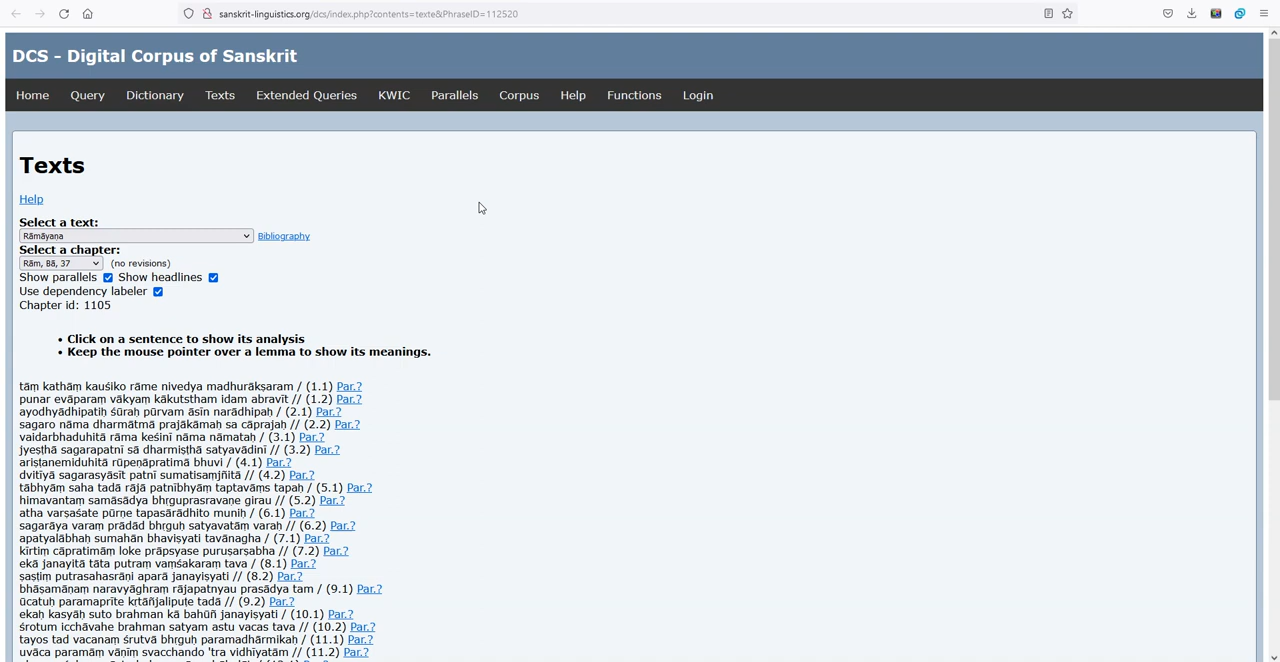 sanskrit-linguistics.org/dcs/index.php?contents=texte&PhraseID=112520
DCS - Digital Corpus of Sanskrit
Home Query Dictionary Texts Extended Queries KWIC Parallels Corpus Help Functions Login
Texts
Help
Select a text:
Rāmāyaṇa Bibliography
Select a chapter:
Rām, Bā, 37 (no revisions)
Show parallels Show headlines
Use dependency labeler
Chapter id: 1105
• Click on a sentence to show its analysis
• Keep the mouse pointer over a lemma to show its meanings.
tāṃ kathāṃ kauśiko rāme nivedya madhurākṣaram / (1.1) Par.?
punar evāparaṃ vākyaṃ kākutstham idam abravīt // (1.2) Par.?
ayodhyādhipatiḥ śūraḥ pūrvam āsīn narādhipaḥ / (2.1) Par.?
sagaro nāma dharmātmā prajākāmaḥ sa cāprajaḥ // (2.2) Par.?
vaidarbhaduhitā rāma keśinī nāma nāmataḥ / (3.1) Par.?
jyeṣṭhā sagarapatnī sā dharmiṣṭhā satyavādinī // (3.2) Par.?
ariṣṭanemiduhitā rūpeṇāpratimā bhuvi / (4.1) Par.?
dvitīyā sagarasyāsīt patnī sumatisaṃjñitā // (4.2) Par.?
tābhyāṃ saha tadā rājā patnībhyāṃ taptavāṃs tapaḥ / (5.1) Par.?
himavantaṃ samāsādya bhṛguprasravaṇe girau // (5.2) Par.?
atha varṣaśate pūrṇe tapasārādhito muniḥ / (6.1) Par.?
sagarāya varaṃ prādād bhṛguḥ satyavatāṃ varaḥ // (6.2) Par.?
apatyalābhaḥ sumahān bhaviṣyati tavānagha / (7.1) Par.?
kīrtiṃ cāpratimāṃ loke prāpsyase puruṣarṣabha // (7.2) Par.?
ekā janayitā tāta putraṃ vaṃśakaraṃ tava / (8.1) Par.?
ṣaṣṭiṃ putrasahasrāṇi aparā janayiṣyati // (8.2) Par.?
bhāṣamāṇaṃ naravyāghraṃ rājapatnyau prasādya tam / (9.1) Par.?
ūcatuḥ paramaprīte kṛtāñjalipuṭe tadā // (9.2) Par.?
ekaḥ kasyāḥ suto brahman kā bahūñ janayiṣyati / (10.1) Par.?
śrotum icchāvahe brahman satyam astu vacas tava // (10.2) Par.?
tayos tad vacanaṃ śrutvā bhṛguḥ paramadhārmikaḥ / (11.1) Par.?
uvāca paramāṃ vāṇīṃ svacchando 'tra vidhīyatām // (11.2) Par.?